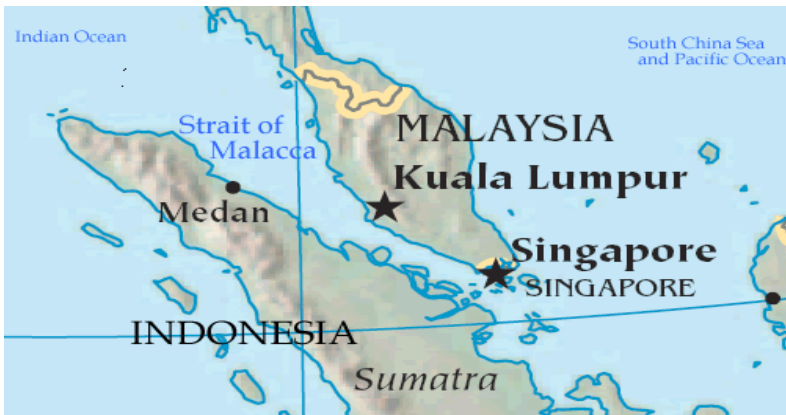 Indian Ocean
South China Sea
and Pacific Ocean
Strait of
Malacca
MALAYSIA
Kuala Lumpur
Medan
Singapore
SINGAPORE
INDONESIA
Sumatra